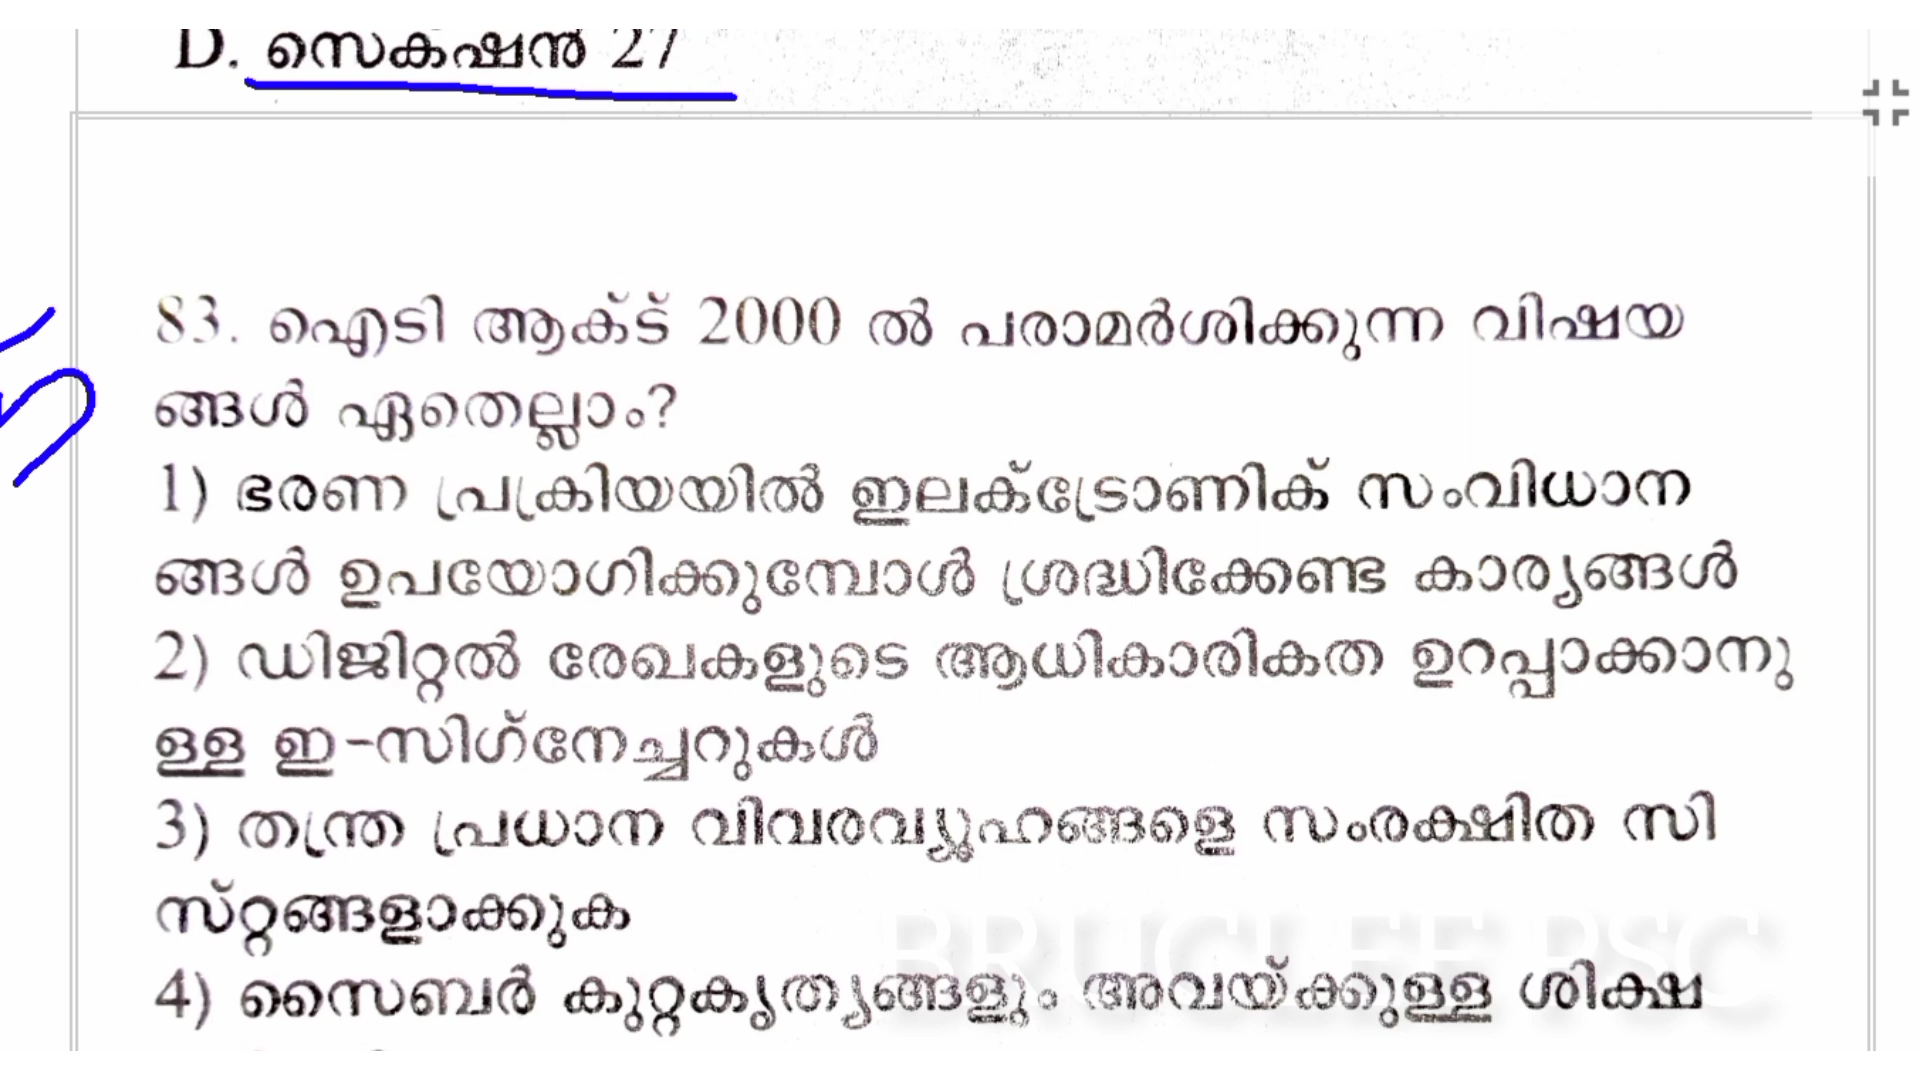 D. സെക്ഷൻ 27
83. ഐടി ആക്ട് 2000 ൽ പരാമർശിക്കുന്ന വിഷയ
ങ്ങൾ ഏതെല്ലാം?
1) ഭരണ പ്രക്രിയയിൽ ഇലക്ട്രോണിക് സംവിധാന
ങ്ങൾ ഉപയോഗിക്കുമ്പോൾ ശ്രദ്ധിക്കേണ്ട കാര്യങ്ങൾ
2) ഡിജിറ്റൽ രേഖകളുടെ ആധികാരികത ഉറപ്പാക്കാനു
ള്ള ഇ-സിഗ്നേച്ചറുകൾ
3) തന്ത്ര പ്രധാന വിവരവ്യൂഹങ്ങളെ സംരക്ഷിത സി
സ്റ്റങ്ങളാക്കുക
BRUCLEE PSC
4) സൈബർ കുറ്റകൃത്യങ്ങളും അവയ്ക്കുള്ള ശിക്ഷ